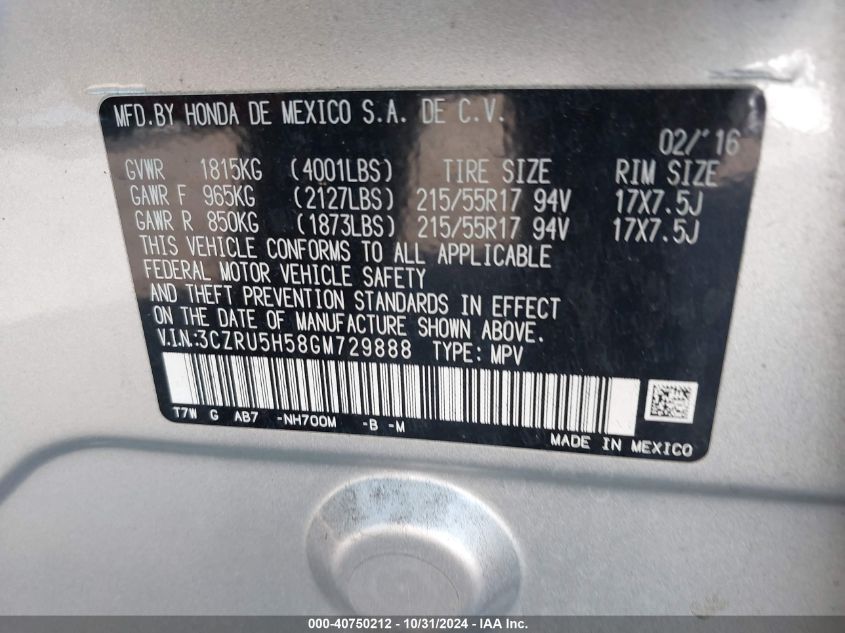 MFD.BY HONDA DE MEXICO S.A. DE C.V.
02/'16
GVWR 1815KG (4001LBS) TIRE SIZE RIM SIZE
GAWR F 965KG (2127LBS) 215/55R17 94V 17X7.5J
GAWR R 850KG (1873LBS) 215/55R17 94V 17X7.5J
THIS VEHICLE CONFORMS TO ALL APPLICABLE
FEDERAL MOTOR VEHICLE SAFETY
AND THEFT PREVENTION STANDARDS IN EFFECT
ON THE DATE OF MANUFACTURE SHOWN ABOVE.
V.I.N:3CZRU5H58GM729888 TYPE: MPV
T7W G AB7 -NH700M -B -M
MADE IN MEXICO
000-40750212 - 10/31/2024 - IAA Inc.